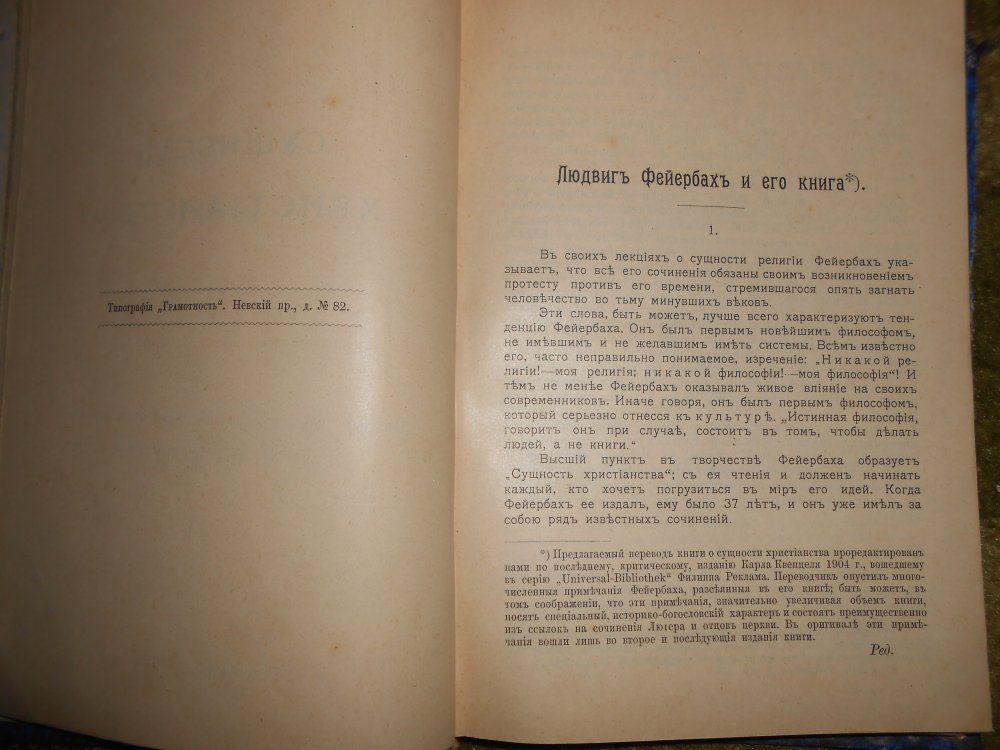 Типографія „Грамотность“. Невскій пр., д. № 82.
Людвигъ Фейербахъ и его книга*).
1.
Въ своихъ лекціяхъ о сущности религіи Фейербахъ ука-
зываетъ, что всѣ его сочиненія обязаны своимъ возникновеніемъ
протесту противъ его времени, стремившагося опять загнать
человѣчество во тьму минувшихъ вѣковъ.
Эти слова, быть можетъ, лучше всего характеризуютъ тен-
денцію Фейербаха. Онъ былъ первымъ новѣйшимъ философомъ,
не имѣвшимъ и не желавшимъ имѣть системы. Всѣмъ извѣстно
его, часто неправильно понимаемое, изреченіе: „Никакой ре-
лигіи!—моя религія; никакой философіи!—моя философія“! И
тѣмъ не менѣе Фейербахъ оказывалъ живое вліяніе на своихъ
современниковъ. Иначе говоря, онъ былъ первымъ философомъ,
который серьезно отнесся къ культурѣ. „Истинная философія,
говоритъ онъ при случаѣ, состоитъ въ томъ, чтобы дѣлать
людей, а не книги.“
Высшій пунктъ въ творчествѣ Фейербаха образуетъ
„Сущность христіанства“; съ ея чтенія и долженъ начинать
каждый, кто хочетъ погрузиться въ міръ его идей. Когда
Фейербахъ ее издалъ, ему было 37 лѣтъ, и онъ уже имѣлъ за
собою рядъ извѣстныхъ сочиненій.
*) Предлагаемый переводъ книги о сущности христіанства проредактированъ
нами по послѣднему, критическому, изданію Карла Квенцеля 1904 г., вошедшему
въ серію „Universal-Bibliothek“ Филиппа Реклама. Переводчикъ опустилъ много-
численныя примѣчанія Фейербаха, разсѣянныя въ его книгѣ; быть можетъ, въ
томъ соображеніи, что эти примѣчанія, значительно увеличивая объемъ книги,
носятъ спеціальный, историко-богословскій характеръ и состоятъ преимущественно
изъ ссылокъ на сочиненія Лютера и отцовъ церкви. Въ оригиналѣ эти примѣ-
чанія вошли лишь во второе и послѣдующія изданія книги.
Ред.